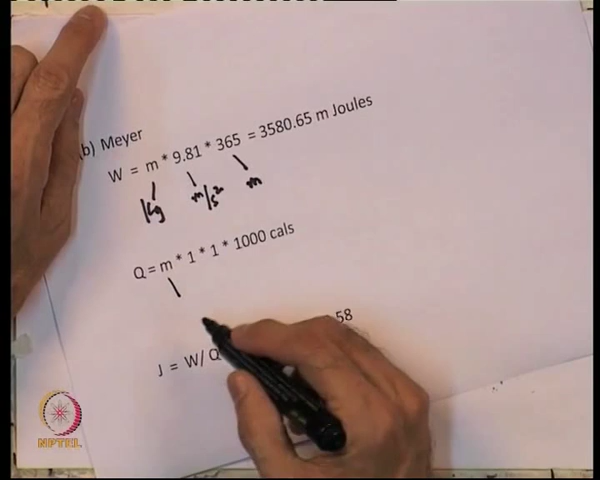 b) Meyer
W = m * 9.81 * 365 = 3580.65 m Joules
kg m/s² m
Q = m * 1 * 1 * 1000 cals
J = W/Q 58
NPTEL